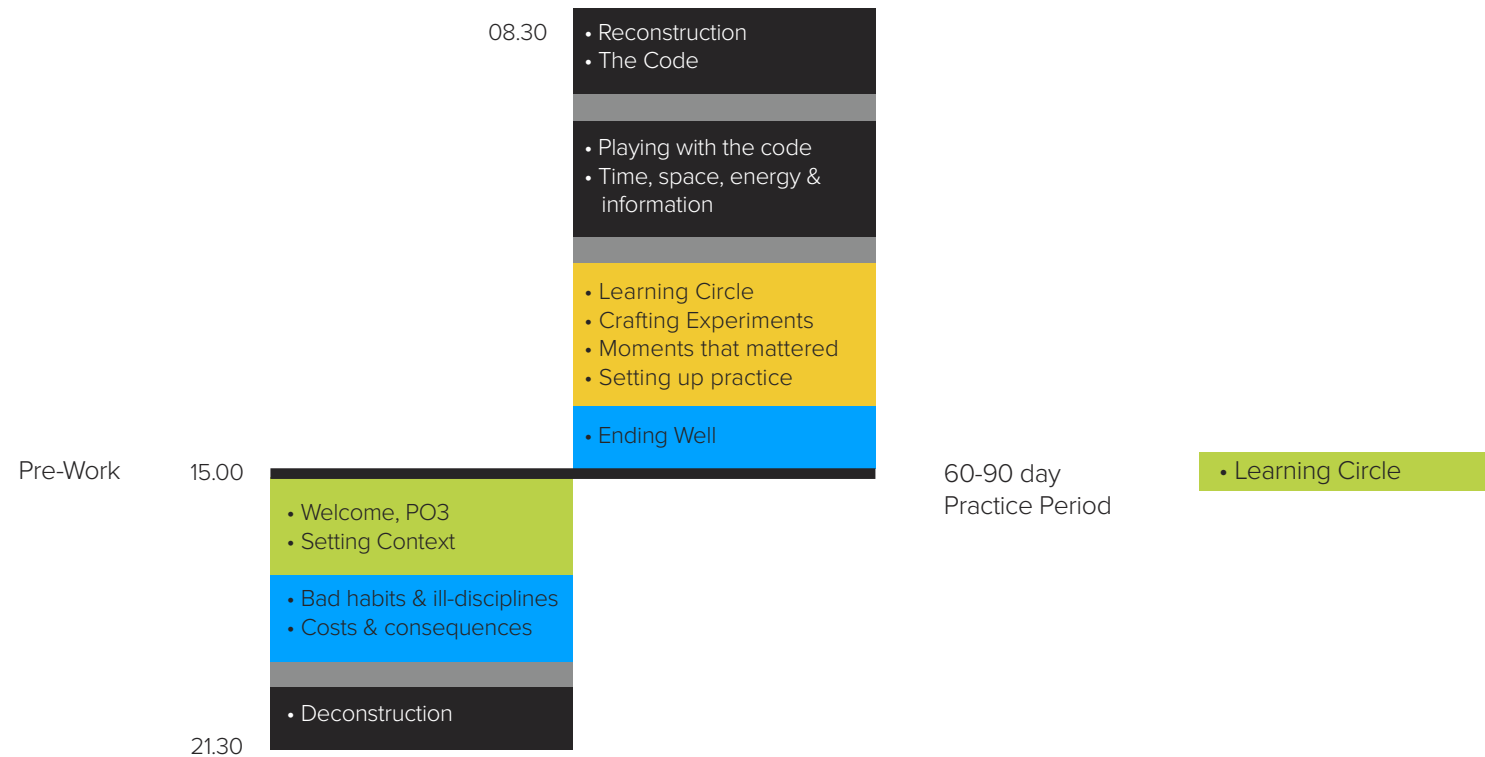 08.30
• Reconstruction
• The Code
• Playing with the code
• Time, space, energy &
information
• Learning Circle
• Crafting Experiments
• Moments that mattered
• Setting up practice
• Ending Well
Pre-Work
15.00
• Welcome, PO3
• Setting Context
• Bad habits & ill-disciplines
• Costs & consequences
• Deconstruction
21.30
60-90 day
Practice Period
• Learning Circle